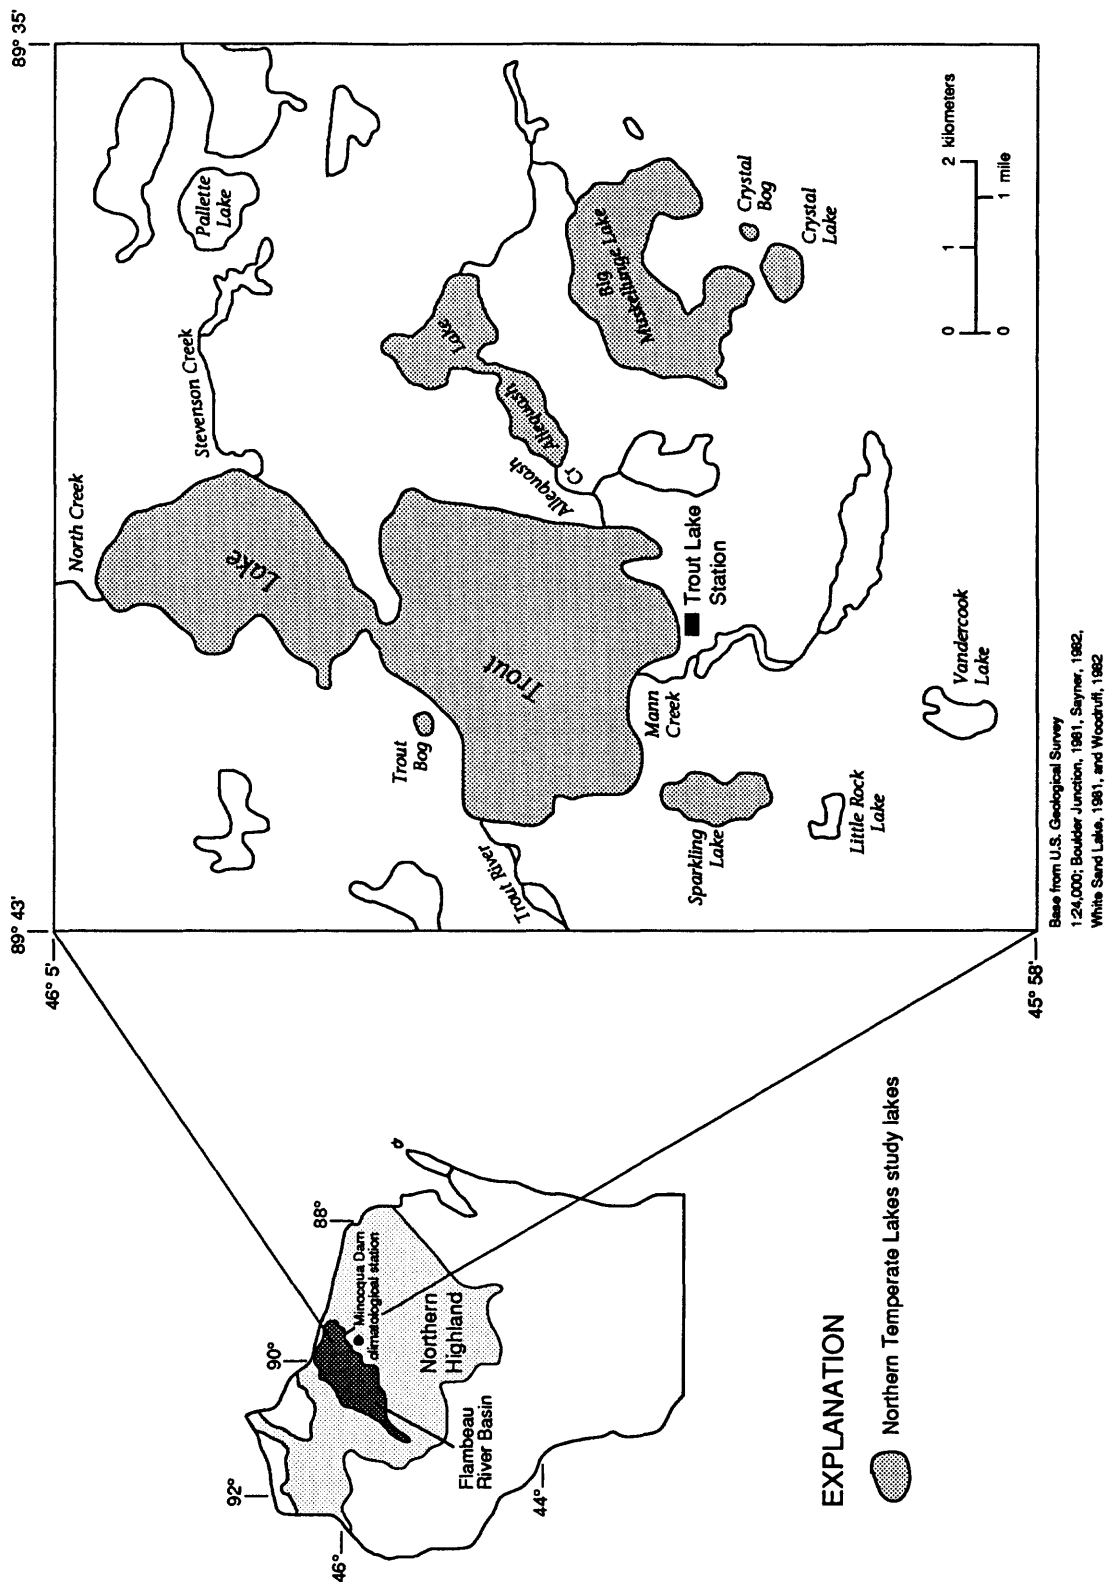 89° 43'
89° 35'
46° 5'
45° 58'
North Creek
Stevenson Creek
Pallette
Lake
Lake
Trout
Trout
Bog
Trout River
Allequash
Lake
Allequash
Cr
Big
Muskellunge Lake
Crystal
Bog
Crystal
Lake
Trout Lake
Station
Mann
Creek
Sparkling
Lake
Little Rock
Lake
Vandercook
Lake
0 1 2 kilometers
0 1 mile
Base from U.S. Geological Survey
1:24,000; Boulder Junction, 1981, Sayner, 1982,
White Sand Lake, 1981, and Woodruff, 1982
92°
90°
88°
46°
44°
Minocqua Dam
climatological station
Northern
Highland
Flambeau
River Basin
EXPLANATION
Northern Temperate Lakes study lakes